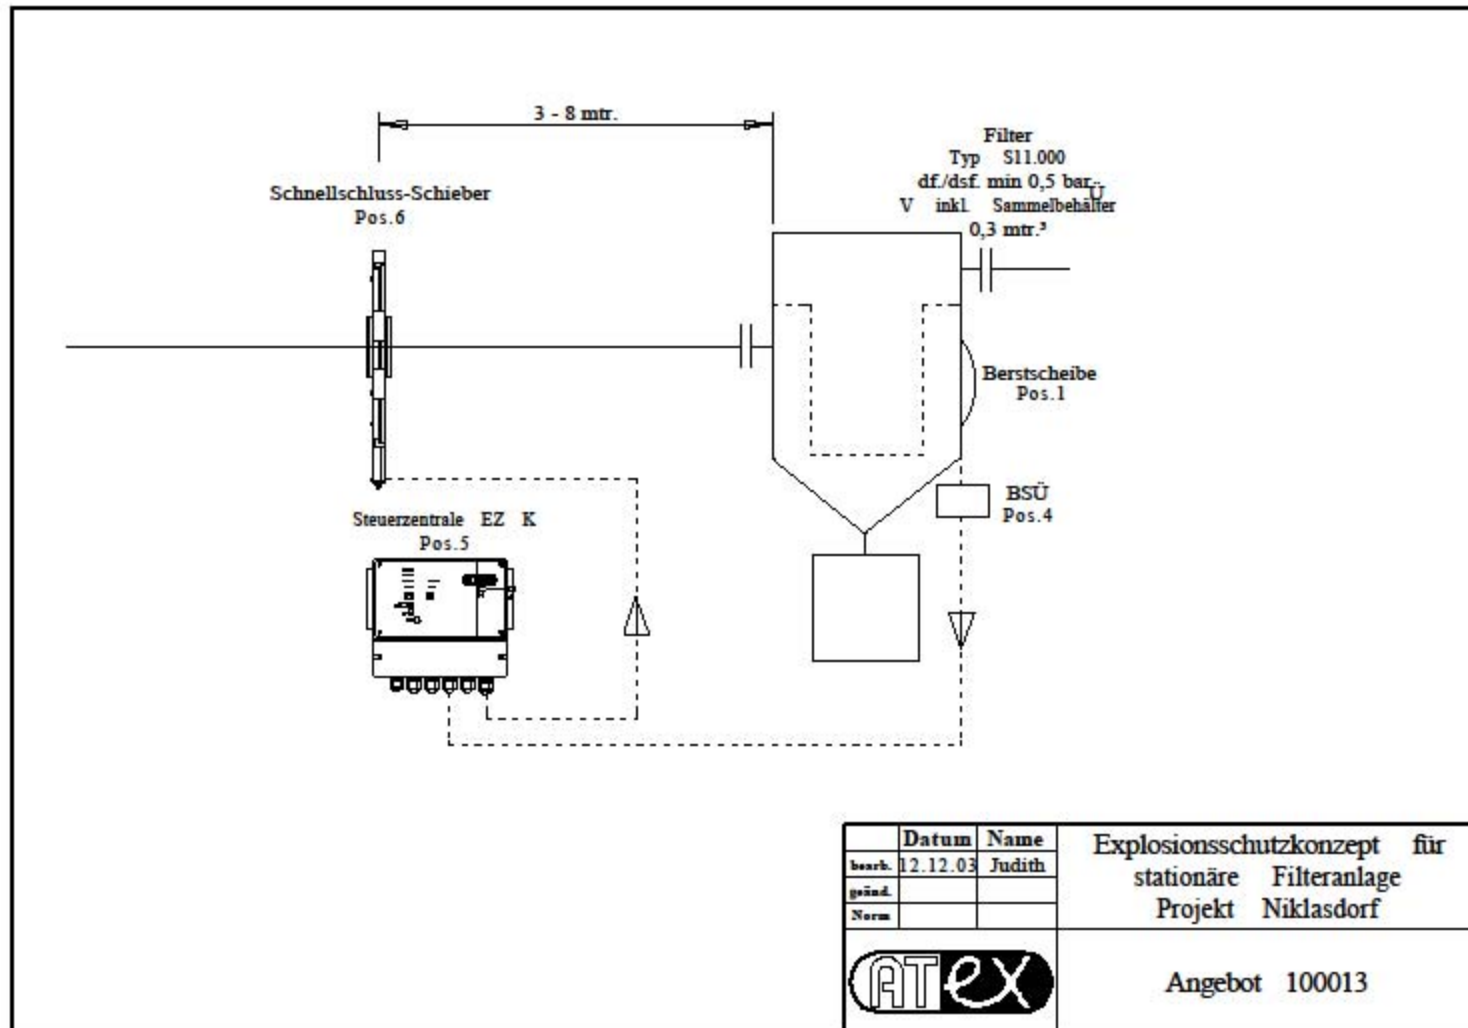 3 - 8 mtr.
Filter
Typ S11.000
df./dsf. min 0,5 bar Ü
V inkl. Sammelbehälter
0,3 mtr.³
Schnellschluss-Schieber
Pos.6
Berstscheibe
Pos.1
BSÜ
Pos.4
Steuerzentrale EZ K
Pos.5
Datum Name
bearb. 12.12.03 Judith
geänd.
Norm
Explosionsschutzkonzept für
stationäre Filteranlage
Projekt Niklasdorf
ATex
Angebot 100013